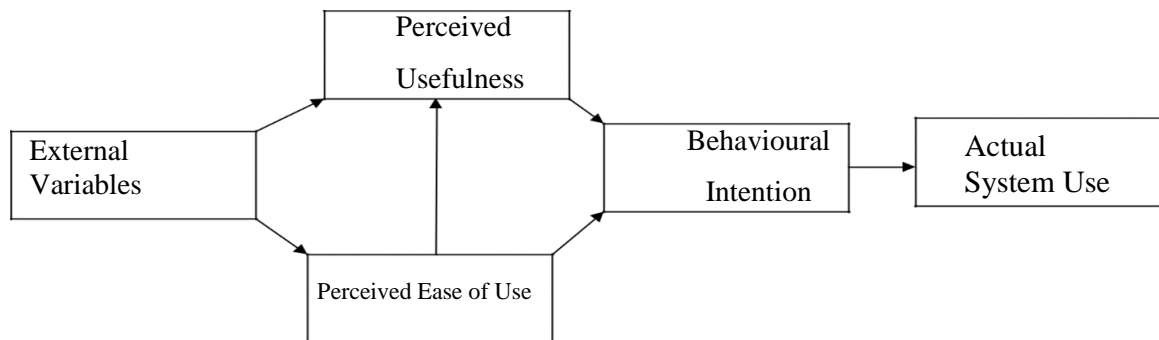 Perceived
Usefulness
External
Variables
Behavioural
Intention
Actual
System Use
Perceived Ease of Use